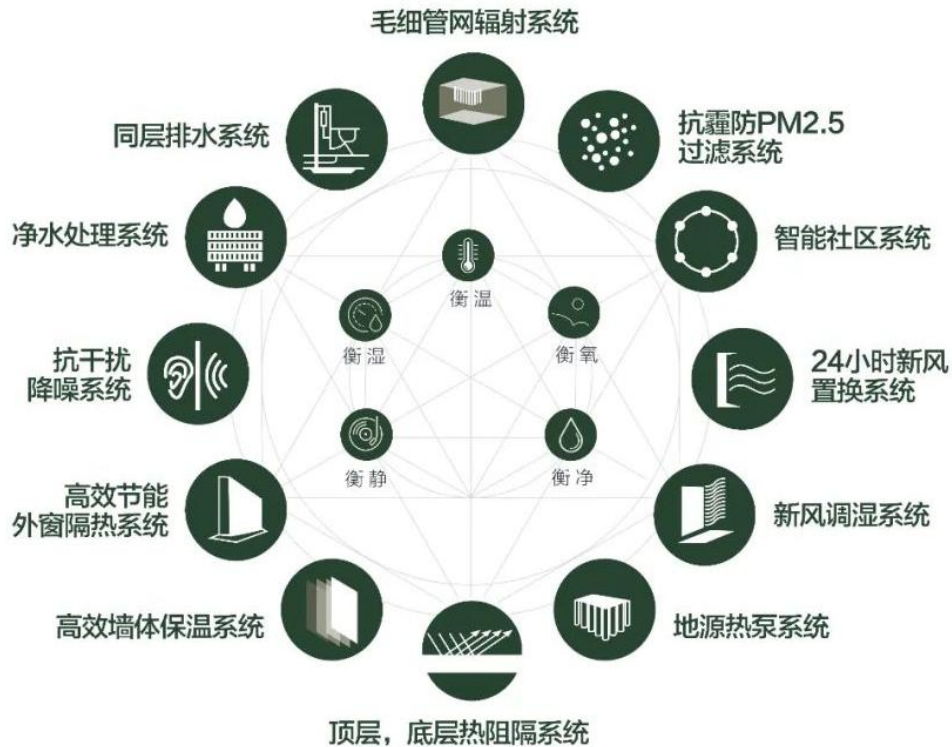 毛细管网辐射系统
同层排水系统
抗霾防PM2.5
过滤系统
净水处理系统
智能社区系统
衡温
衡湿
衡氧
抗干扰
降噪系统
24小时新风
置换系统
衡静
衡净
高效节能
外窗隔热系统
新风调湿系统
高效墙体保温系统
地源热泵系统
顶层，底层热阻隔系统